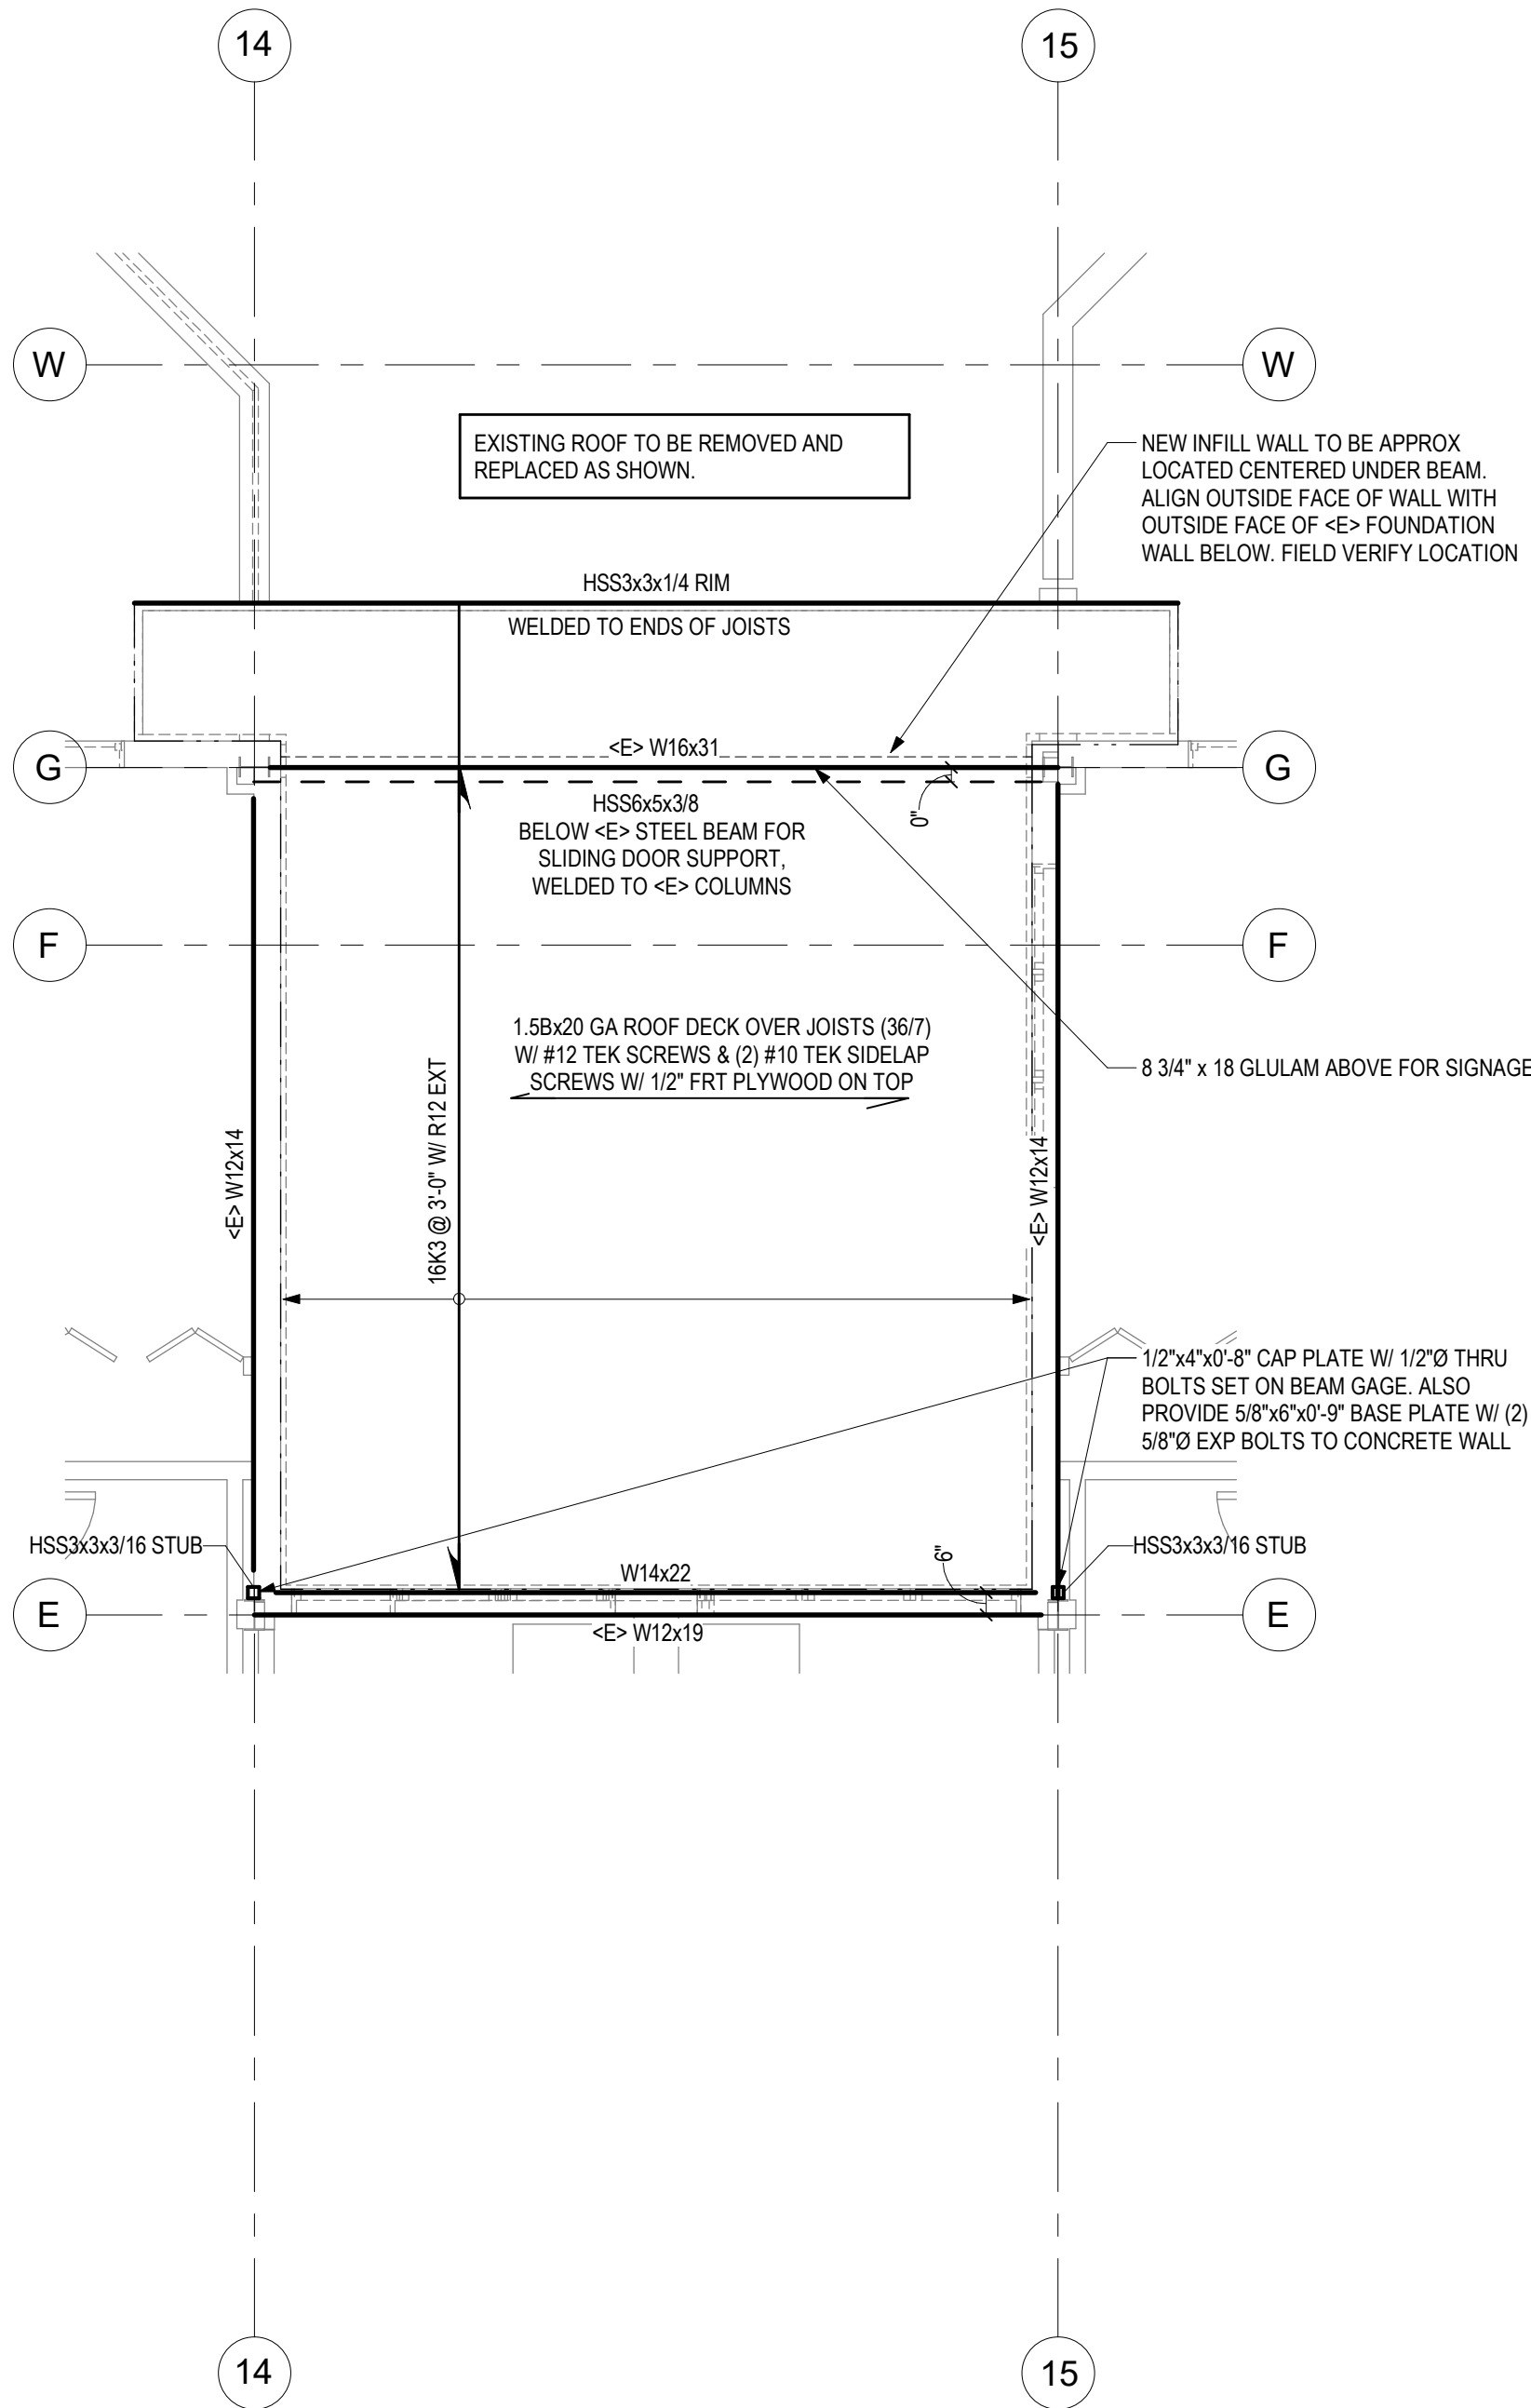 14
15
W
W
EXISTING ROOF TO BE REMOVED AND
REPLACED AS SHOWN.
NEW INFILL WALL TO BE APPROX
LOCATED CENTERED UNDER BEAM.
ALIGN OUTSIDE FACE OF WALL WITH
OUTSIDE FACE OF <E> FOUNDATION
WALL BELOW. FIELD VERIFY LOCATION
HSS3x3x1/4 RIM
WELDED TO ENDS OF JOISTS
<E> W16x31
G
G
0"
HSS6x5x3/8
BELOW <E> STEEL BEAM FOR
SLIDING DOOR SUPPORT,
WELDED TO <E> COLUMNS
F
F
1.5Bx20 GA ROOF DECK OVER JOISTS (36/7)
W/ #12 TEK SCREWS & (2) #10 TEK SIDELAP
SCREWS W/ 1/2" FRT PLYWOOD ON TOP
8 3/4" x 18 GLULAM ABOVE FOR SIGNAGE
<E> W12x14
16K3 @ 3'-0" W/ R12 EXT
<E> W12x14
1/2"x4"x0'-8" CAP PLATE W/ 1/2"Ø THRU
BOLTS SET ON BEAM GAGE. ALSO
PROVIDE 5/8"x6"x0'-9" BASE PLATE W/ (2)
5/8"Ø EXP BOLTS TO CONCRETE WALL
HSS3x3x3/16 STUB
HSS3x3x3/16 STUB
W14x22
6"
E
E
<E> W12x19
14
15